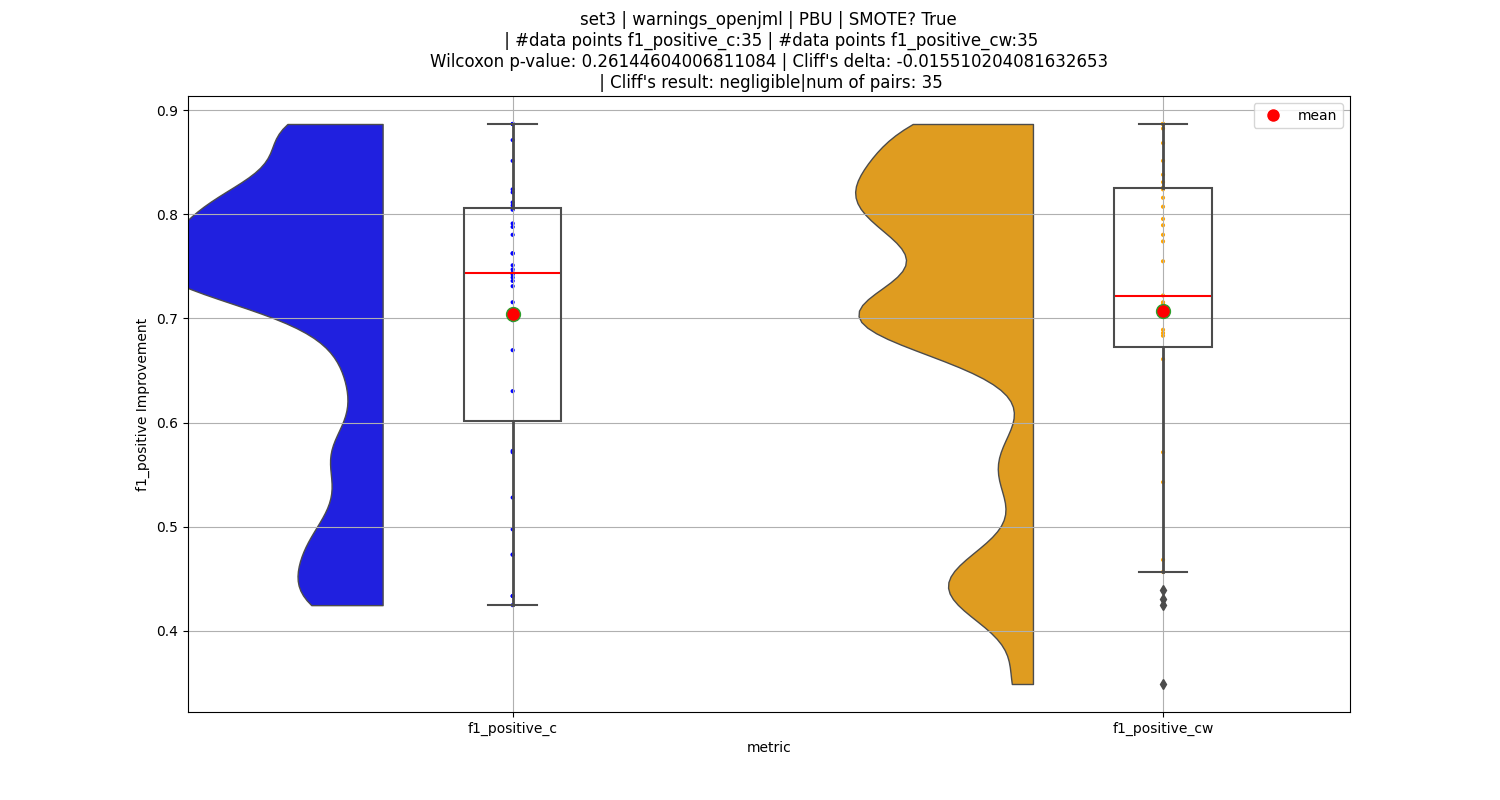 set3 | warnings_openjml | PBU | SMOTE? True
| #data points f1_positive_c:35 | #data points f1_positive_cw:35
Wilcoxon p-value: 0.26144604006811084 | Cliff's delta: -0.015510204081632653
| Cliff's result: negligible|num of pairs: 35
mean
0.9
0.8
0.7
0.6
0.5
0.4
f1_positive Improvement
f1_positive_c
f1_positive_cw
metric